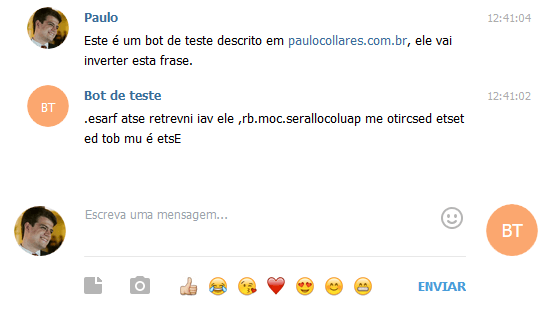 Paulo 12:41:04
Este é um bot de teste descrito em paulocollares.com.br, ele vai
inverter esta frase.
BT Bot de teste 12:41:02
.esarf atse retrevni iav ele ,rb.moc.serallocoluap me otircsed etset
ed tob mu é etsE
Escreva uma mensagem...
BT
ENVIAR